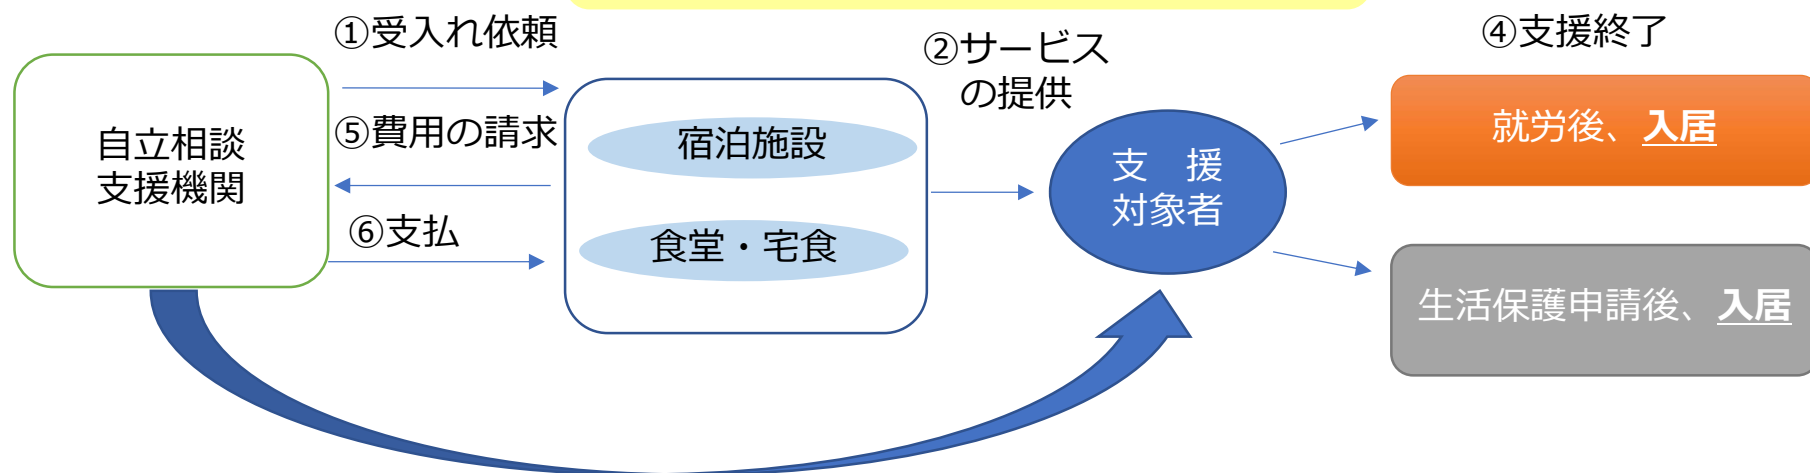 ①受入れ依頼
⑤費用の請求
⑥支払
自立相談
支援機関
宿泊施設
食堂・宅食
②サービス
の提供
支　援
対象者
④支援終了
就労後、入居
生活保護申請後、入居